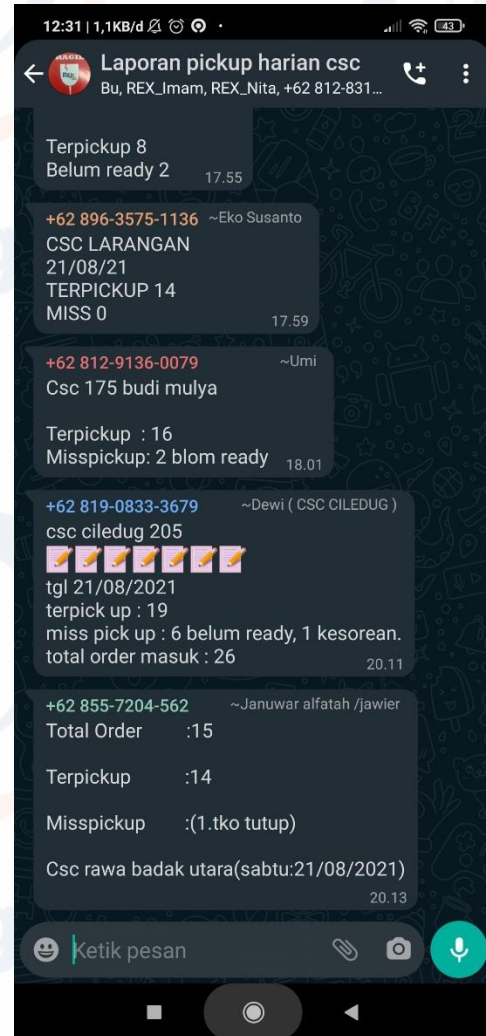 12:31 | 1,1KB/d
43
Laporan pickup harian csc
Bu, REX_Imam, REX_Nita, +62 812-831...
Terpickup 8
Belum ready 2
17.55
+62 896-3575-1136 ~Eko Susanto
CSC LARANGAN
21/08/21
TERPICKUP 14
MISS 0
17.59
+62 812-9136-0079 ~Umi
Csc 175 budi mulya
Terpickup : 16
Misspickup: 2 blom ready
18.01
+62 819-0833-3679 ~Dewi ( CSC CILEDUG )
csc ciledug 205
tgl 21/08/2021
terpick up : 19
miss pick up : 6 belum ready, 1 kesorean.
total order masuk : 26
20.11
+62 855-7204-562 ~Januwar alfatah /jawier
Total Order :15
Terpickup :14
Misspickup :(1.tko tutup)
Csc rawa badak utara(sabtu:21/08/2021)
20.13
Ketik pesan